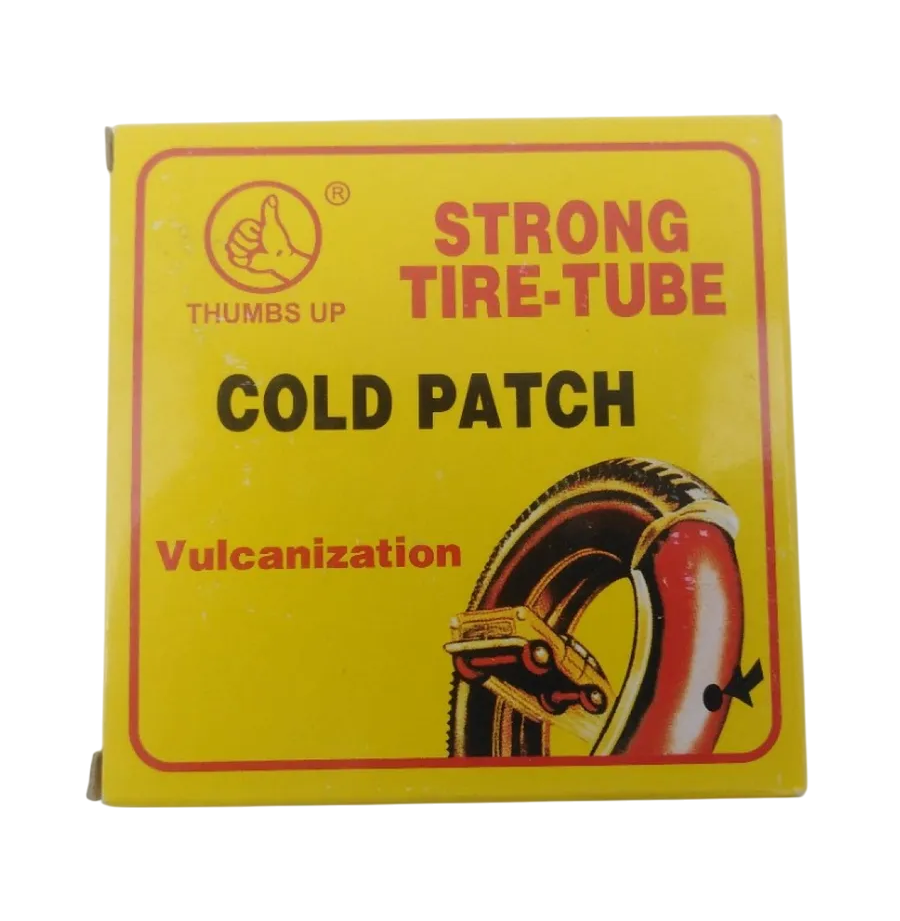 ®
THUMBS UP
STRONG
TIRE-TUBE
COLD PATCH
Vulcanization